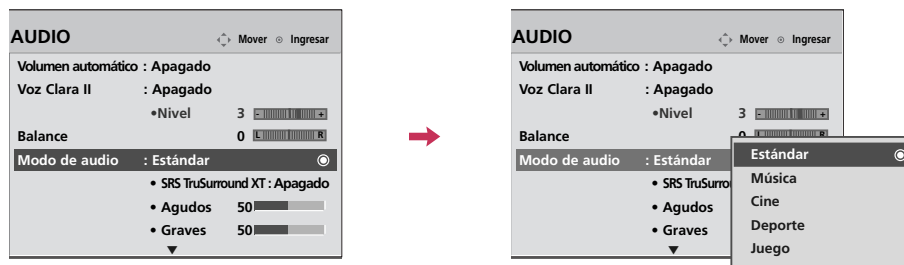 AUDIO
Mover Ingresar
Volumen automático : Apagado
Voz Clara II : Apagado
•Nivel 3 - +
Balance 0 L R
Modo de audio : Estándar
• SRS TruSurround XT : Apagado
• Agudos 50
• Graves 50
▼
AUDIO
Mover Ingresar
Volumen automático : Apagado
Voz Clara II : Apagado
•Nivel 3 - +
Balance 0 L R
Modo de audio : Estándar
• SRS TruSurro
• Agudos
• Graves
▼
Estándar
Música
Cine
Deporte
Juego